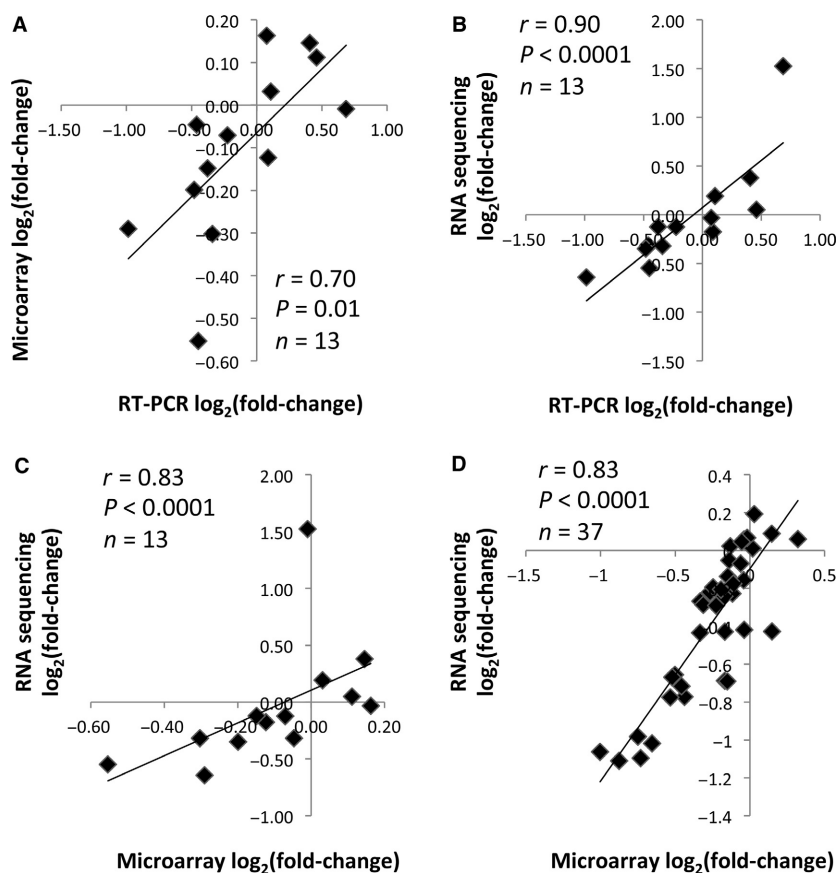 A
0.20
0.10
0.00
−1.50 −1.00 −0.50 0.00 0.50 1.00
−0.10
−0.20
−0.30
−0.40
−0.50
−0.60
r = 0.70
P = 0.01
n = 13
Microarray log2(fold-change)
RT-PCR log2(fold-change)
B
r = 0.90
P < 0.0001
n = 13
2.00
1.50
1.00
0.50
0.00
−1.50 −1.00 0.00 0.50 1.00
−1.00
−1.50
RNA sequencing
log2(fold-change)
RT-PCR log2(fold-change)
C
r = 0.83
P < 0.0001
n = 13
2.00
1.50
1.00
0.50
0.00
−0.60 −0.40 −0.20 0.00 0.20
−0.50
−1.00
RNA sequencing
log2(fold-change)
Microarray log2(fold-change)
D
r = 0.83
P < 0.0001
n = 37
0.4
0.2
−1.5 −1 −0.5 0 0.5
−0.6
−0.8
−1
−1.2
−1.4
RNA sequencing
log2(fold-change)
Microarray log2(fold-change)